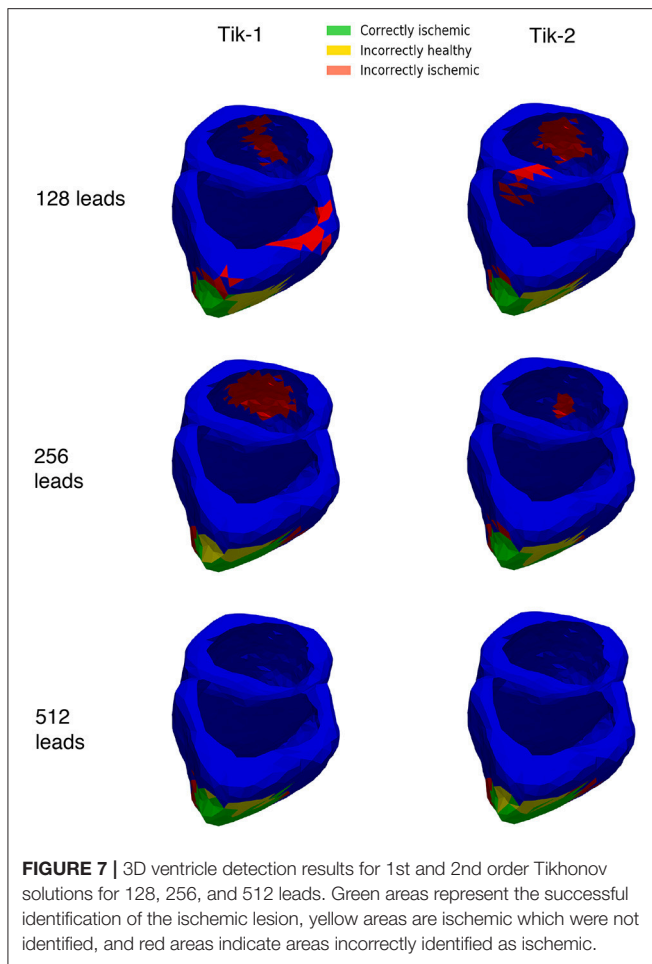 Tik-1
Correctly ischemic
Incorrectly healthy
Incorrectly ischemic
Tik-2
128 leads
256
leads
512
leads
FIGURE 7 | 3D ventricle detection results for 1st and 2nd order Tikhonov
solutions for 128, 256, and 512 leads. Green areas represent the successful
identification of the ischemic lesion, yellow areas are ischemic which were not
identified, and red areas indicate areas incorrectly identified as ischemic.